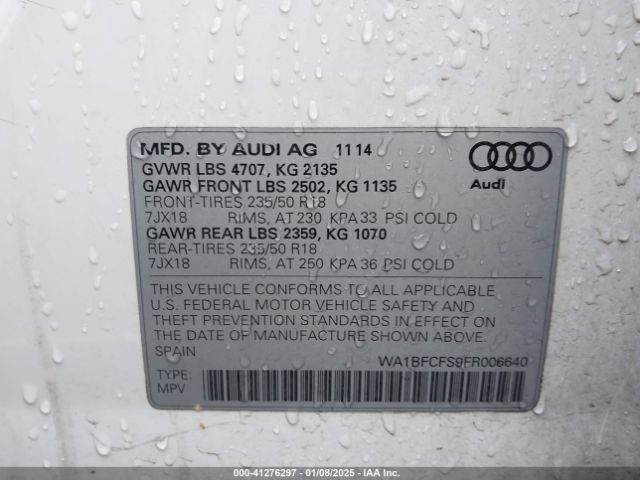 MFD. BY AUDI AG 1114
GVWR LBS 4707, KG 2135
GAWR FRONT LBS 2502, KG 1135
Audi
FRONT-TIRES 235/50 R18
7JX18 RIMS, AT 230 KPA 33 PSI COLD
GAWR REAR LBS 2359, KG 1070
REAR-TIRES 235/50 R18
7JX18 RIMS, AT 250 KPA 36 PSI COLD
THIS VEHICLE CONFORMS TO ALL APPLICABLE
U.S. FEDERAL MOTOR VEHICLE SAFETY AND
THEFT PREVENTION STANDARDS IN EFFECT ON
THE DATE OF MANUFACTURE SHOWN ABOVE.
SPAIN WA1BFCFS9FR006640
TYPE:
MPV
000-41276297 - 01/08/2025 - IAA Inc.